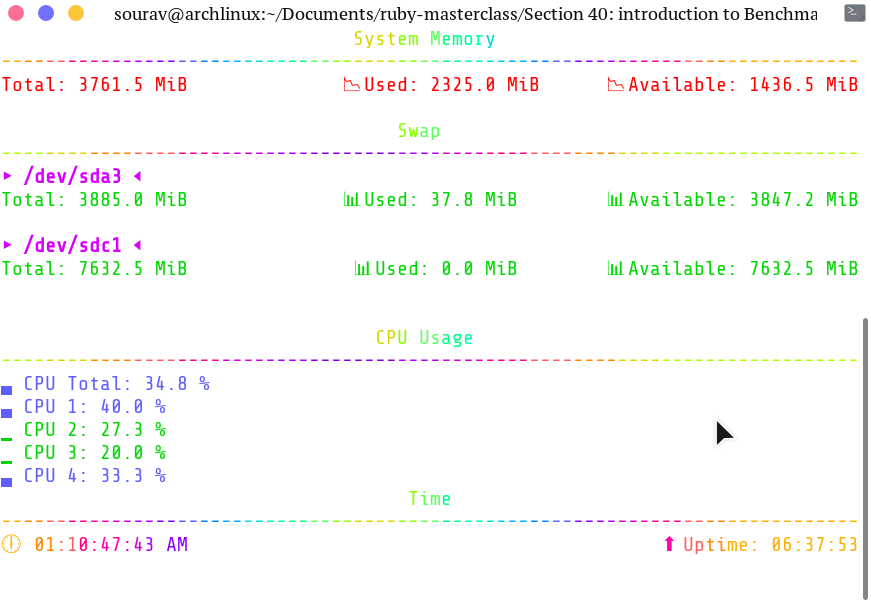 sourav@archlinux:~/Documents/ruby-masterclass/Section 40: introduction to Benchma
System Memory
Total: 3761.5 MiB Used: 2325.0 MiB Available: 1436.5 MiB
Swap
/dev/sda3
Total: 3885.0 MiB Used: 37.8 MiB Available: 3847.2 MiB
/dev/sdc1
Total: 7632.5 MiB Used: 0.0 MiB Available: 7632.5 MiB
CPU Usage
CPU Total: 34.8 %
CPU 1: 40.0 %
CPU 2: 27.3 %
CPU 3: 20.0 %
CPU 4: 33.3 %
Time
01:10:47:43 AM Uptime: 06:37:53